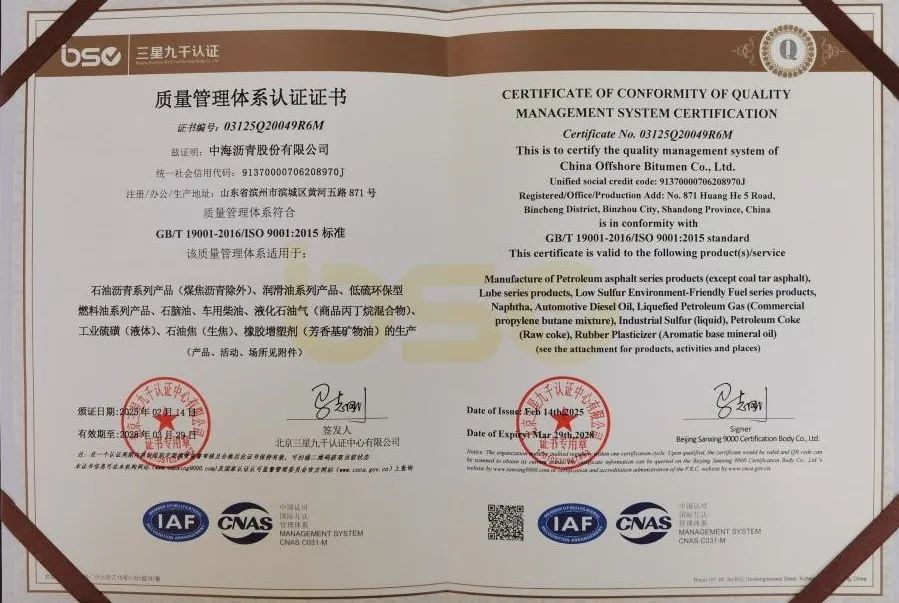 bsc
三星九千认证
质量管理体系认证证书
证书编号：03125Q20049R6M
兹证明：中海沥青股份有限公司
统一社会信用代码：91370000706208970J
注册/办公/生产地址：山东省滨州市滨城区黄河五路 871 号
质量管理体系符合
GB/T 19001-2016/ISO 9001:2015 标准
该质量管理体系适用于：
石油沥青系列产品（煤焦沥青除外）、润滑油系列产品、低硫环保型
燃料油系列产品、石脑油、车用柴油、液化石油气（商品丙丁烷混合物）、
工业硫磺（液体）、石油焦（生焦）、橡胶增塑剂（芳香基矿物油）的生产
（产品、活动、场所见附件）
颁证日期：2025 年 02 月 14 日
有效期至：2028 年 03 月 29 日
签发人
北京三星九千认证中心有限公司
IAF
CNAS
中国认可
国际互认
管理体系
MANAGEMENT SYSTEM
CNAS C031-M
Q
CERTIFICATE OF CONFORMITY OF QUALITY
MANAGEMENT SYSTEM CERTIFICATION
Certificate No. 03125Q20049R6M
This is to certify the quality management system of
China Offshore Bitumen Co., Ltd.
Unified social credit code: 91370000706208970J
Registered/Office/Production Add: No. 871 Huang He 5 Road,
Bincheng District, Binzhou City, Shandong Province, China
is in conformity with
GB/T 19001-2016/ISO 9001:2015 standard
This certificate is valid to the following product(s)/service
Manufacture of Petroleum asphalt series products (except coal tar asphalt),
Lube series products, Low Sulfur Environment-Friendly Fuel series products,
Naphtha, Automotive Diesel Oil, Liquefied Petroleum Gas (Commercial
propylene butane mixture), Industrial Sulfur (liquid), Petroleum Coke
(Raw coke), Rubber Plasticizer (Aromatic base mineral oil)
(see the attachment for products, activities and places)
Date of Issue: Feb 14th,2025
Date of Expiry: Mar 29th,2028
Signer
Beijing Sanxing 9000 Certification Body Co., Ltd.
IAF
CNAS
中国认可
国际互认
管理体系
MANAGEMENT SYSTEM
CNAS C031-M